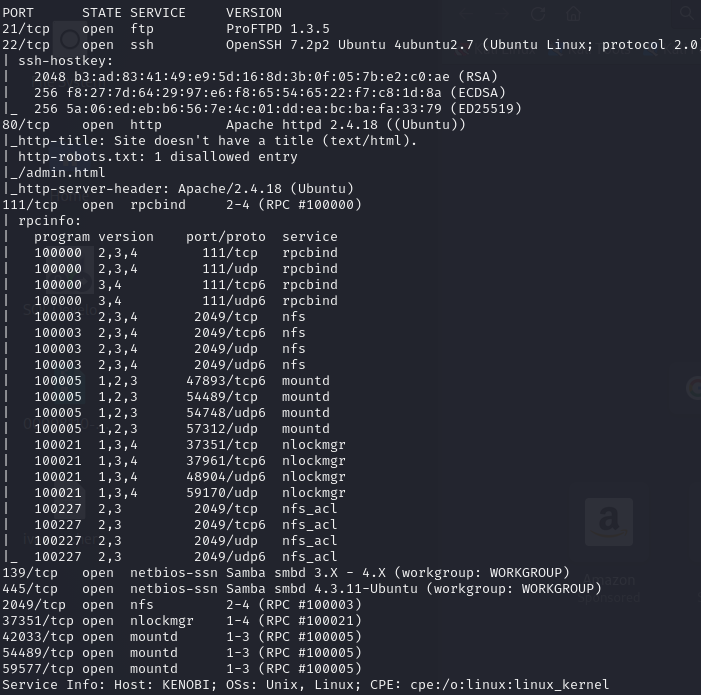 PORT      STATE SERVICE     VERSION
21/tcp    open  ftp         ProFTPD 1.3.5
22/tcp    open  ssh         OpenSSH 7.2p2 Ubuntu 4ubuntu2.7 (Ubuntu Linux; protocol 2.0)
| ssh-hostkey:
|   2048 b3:ad:83:41:49:e9:5d:16:8d:3b:0f:05:7b:e2:c0:ae (RSA)
|   256 f8:27:7d:64:29:97:e6:f8:65:54:65:22:f7:c8:1d:8a (ECDSA)
|_  256 5a:06:ed:eb:b6:56:7e:4c:01:dd:ea:bc:ba:fa:33:79 (ED25519)
80/tcp    open  http        Apache httpd 2.4.18 ((Ubuntu))
|_http-title: Site doesn't have a title (text/html).
| http-robots.txt: 1 disallowed entry
|_/admin.html
|_http-server-header: Apache/2.4.18 (Ubuntu)
111/tcp   open  rpcbind     2-4 (RPC #100000)
| rpcinfo:
|   program version    port/proto  service
|   100000  2,3,4        111/tcp   rpcbind
|   100000  2,3,4        111/udp   rpcbind
|   100000  3,4          111/tcp6  rpcbind
|   100000  3,4          111/udp6  rpcbind
|   100003  2,3,4       2049/tcp   nfs
|   100003  2,3,4       2049/tcp6  nfs
|   100003  2,3,4       2049/udp   nfs
|   100003  2,3,4       2049/udp6  nfs
|   100005  1,2,3      47893/tcp6  mountd
|   100005  1,2,3      54489/tcp   mountd
|   100005  1,2,3      54748/udp6  mountd
|   100005  1,2,3      57312/udp   mountd
|   100021  1,3,4      37351/tcp   nlockmgr
|   100021  1,3,4      37961/tcp6  nlockmgr
|   100021  1,3,4      48904/udp6  nlockmgr
|   100021  1,3,4      59170/udp   nlockmgr
|   100227  2,3         2049/tcp   nfs_acl
|   100227  2,3         2049/tcp6  nfs_acl
|   100227  2,3         2049/udp   nfs_acl
|_  100227  2,3         2049/udp6  nfs_acl
139/tcp   open  netbios-ssn Samba smbd 3.X - 4.X (workgroup: WORKGROUP)
445/tcp   open  netbios-ssn Samba smbd 4.3.11-Ubuntu (workgroup: WORKGROUP)
Amazon
2049/tcp  open  nfs         2-4 (RPC #100003)
37351/tcp open  nlockmgr    1-4 (RPC #100021)
42033/tcp open  mountd      1-3 (RPC #100005)
54489/tcp open  mountd      1-3 (RPC #100005)
59577/tcp open  mountd      1-3 (RPC #100005)
Service Info: Host: KENOBI; OSs: Unix, Linux; CPE: cpe:/o:linux:linux_kernel